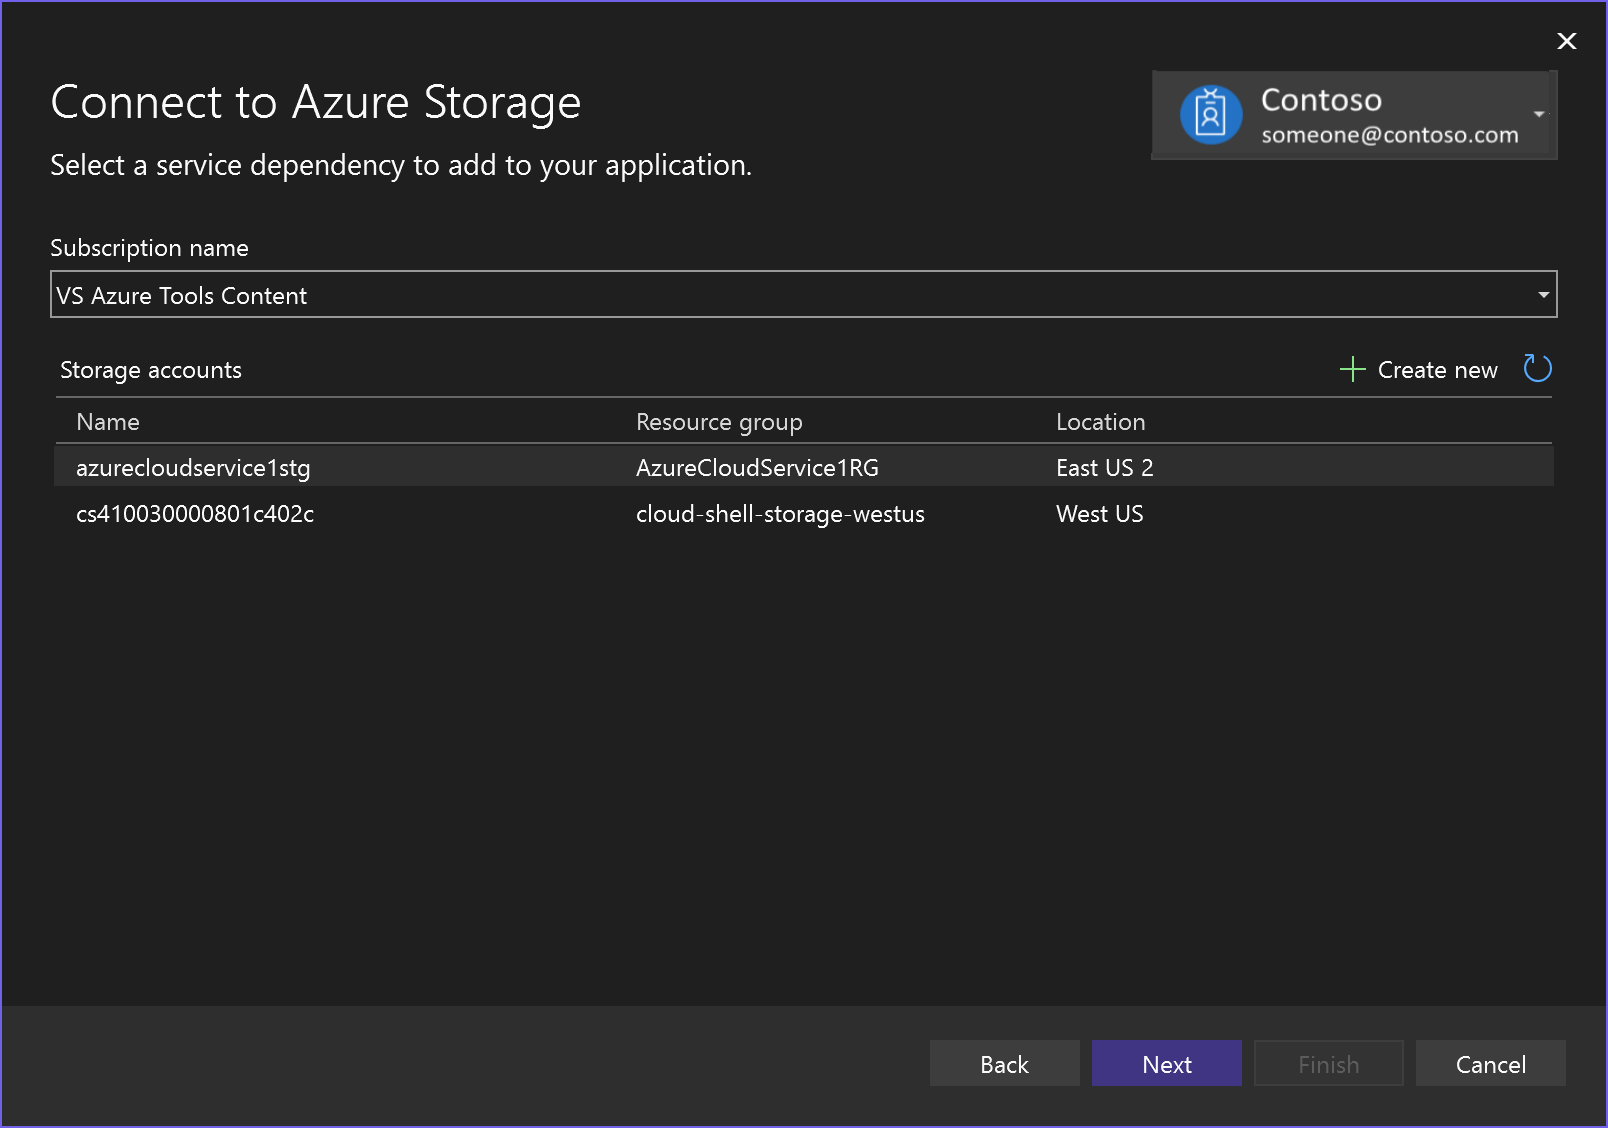 Connect to Azure Storage
Contoso
someone@contoso.com
Select a service dependency to add to your application.
Subscription name
VS Azure Tools Content
Storage accounts
Create new
Name Resource group Location
azurecloudservice1stg AzureCloudService1RG East US 2
cs410030000801c402c cloud-shell-storage-westus West US
Back Next Finish Cancel